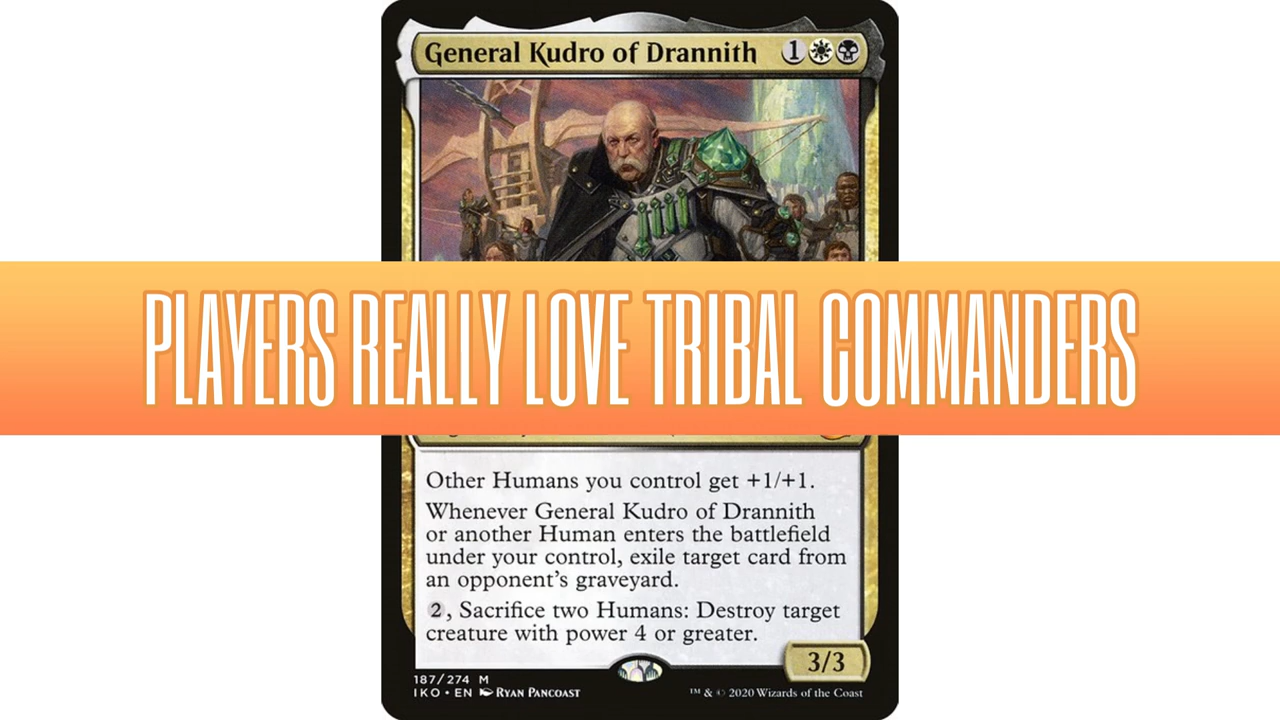 General Kudro of Drannith 1
PLAYERS REALLY LOVE TRIBAL COMMANDERS
Other Humans you control get +1/+1.
Whenever General Kudro of Drannith
or another Human enters the battlefield
under your control, exile target card from
an opponent’s graveyard.
2, Sacrifice two Humans: Destroy target
creature with power 4 or greater.
3/3
187/274 M
IKO • EN Ryan Pancoast
™ & © 2020 Wizards of the Coast